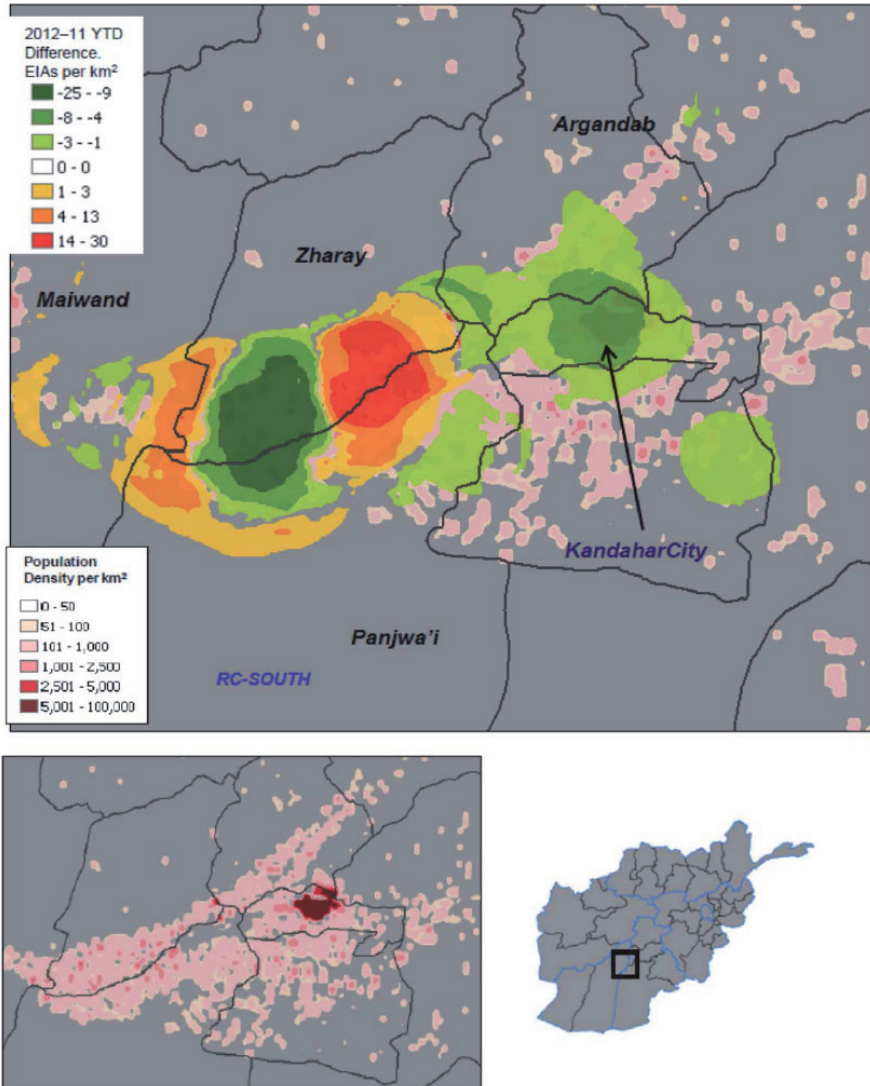 2012–11 YTD
Difference.
EIAs per km²
-25 - -9
-8 - -4
-3 - -1
0 - 0
1 - 3
4 - 13
14 - 30
Argandab
Zharay
Maiwand
KandaharCity
Population
Density per km²
0 - 50
51 - 100
101 - 1,000
1,001 - 2,500
2,501 - 5,000
5,001 - 100,000
Panjwa'i
RC-SOUTH